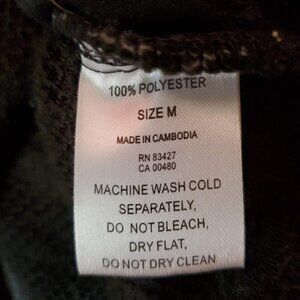 100% POLYESTER
SIZE M
MADE IN CAMBODIA
RN 83427
CA 00480
MACHINE WASH COLD
SEPARATELY,
DO NOT BLEACH,
DRY FLAT,
DO NOT DRY CLEAN